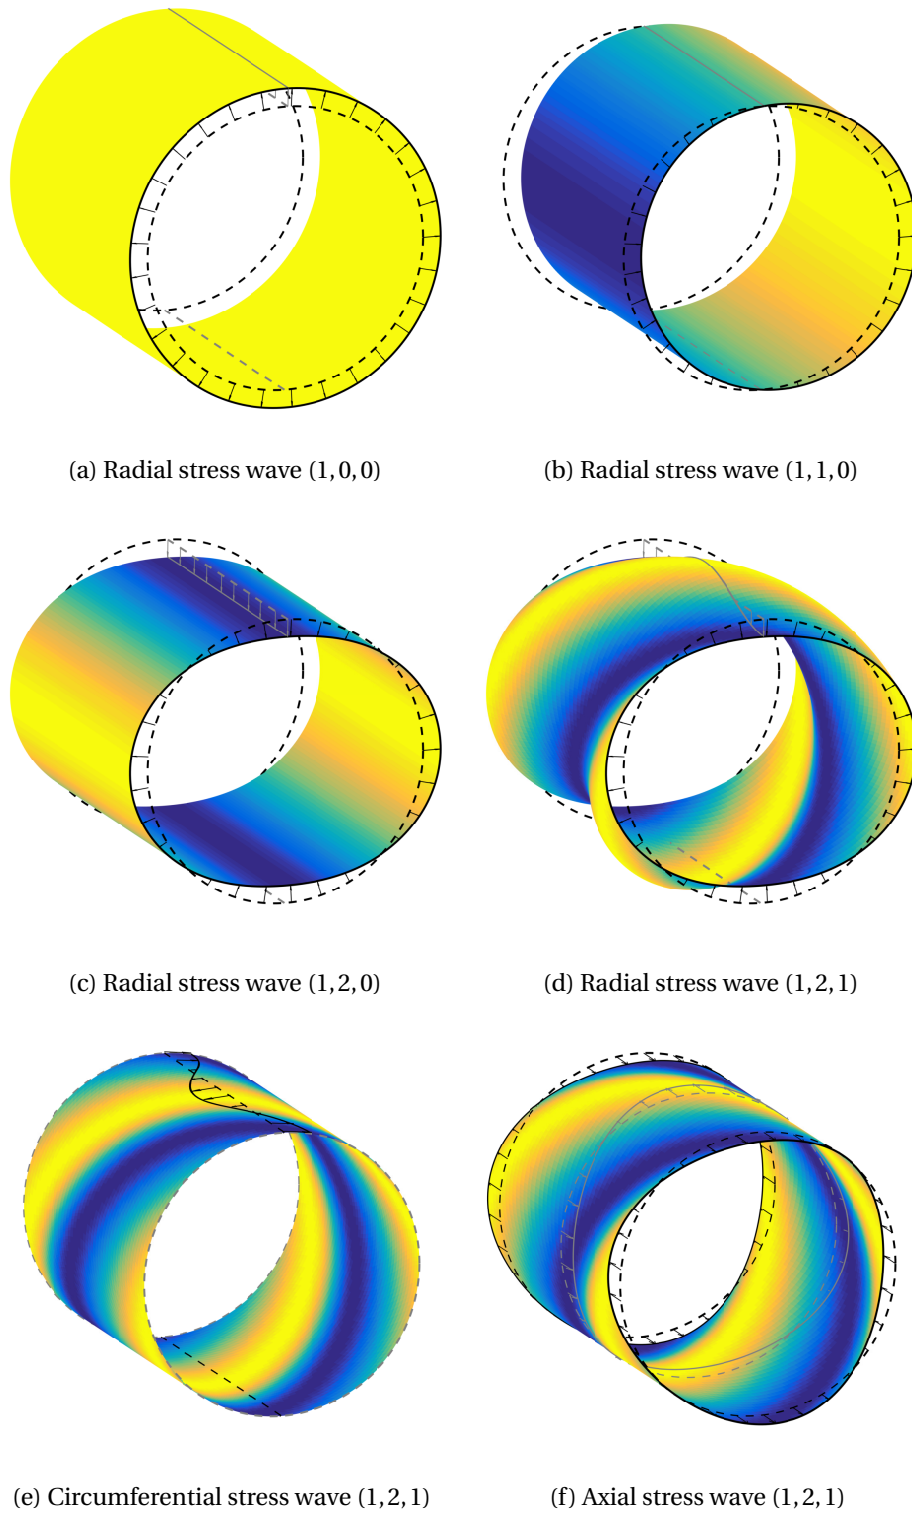 (a) Radial stress wave (1,0,0)
(b) Radial stress wave (1,1,0)
(c) Radial stress wave (1,2,0)
(d) Radial stress wave (1,2,1)
(e) Circumferential stress wave (1,2,1)
(f) Axial stress wave (1,2,1)